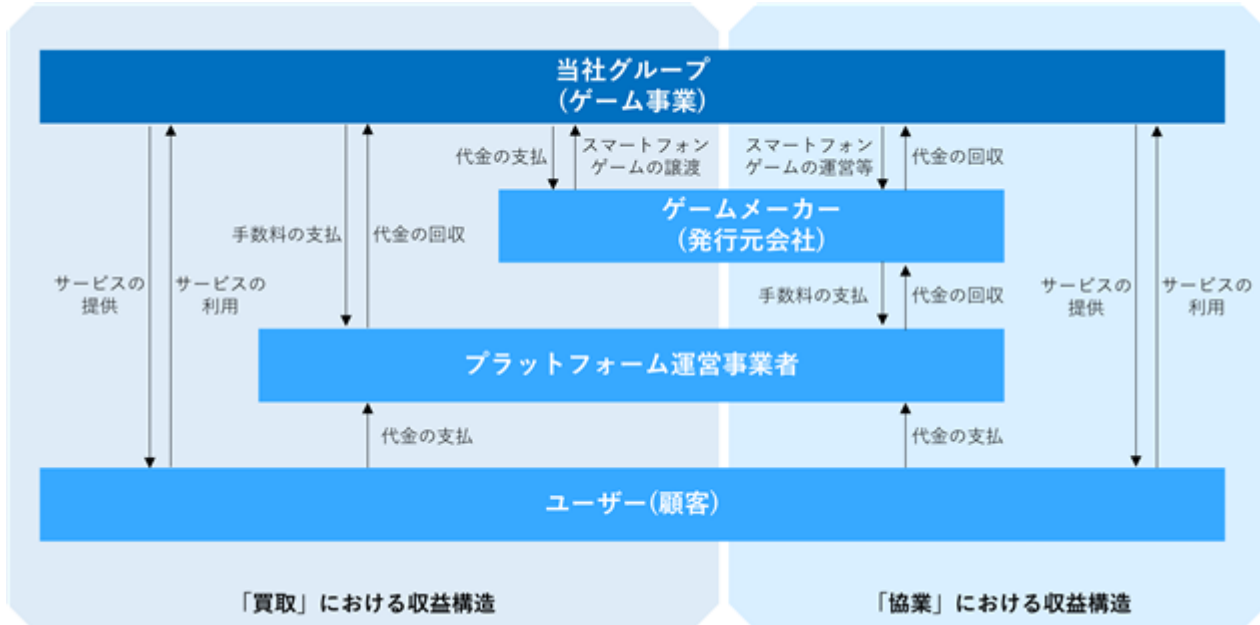 当社グループ
(ゲーム事業)
代金の支払
スマートフォン
ゲームの譲渡
スマートフォン
ゲームの運営等
代金の回収
ゲームメーカー
(発行元会社)
手数料の支払
代金の回収
サービスの
提供
サービスの
利用
手数料の支払
代金の回収
サービスの
提供
サービスの
利用
プラットフォーム運営事業者
代金の支払
代金の支払
ユーザー(顧客)
「買取」における収益構造
「協業」における収益構造